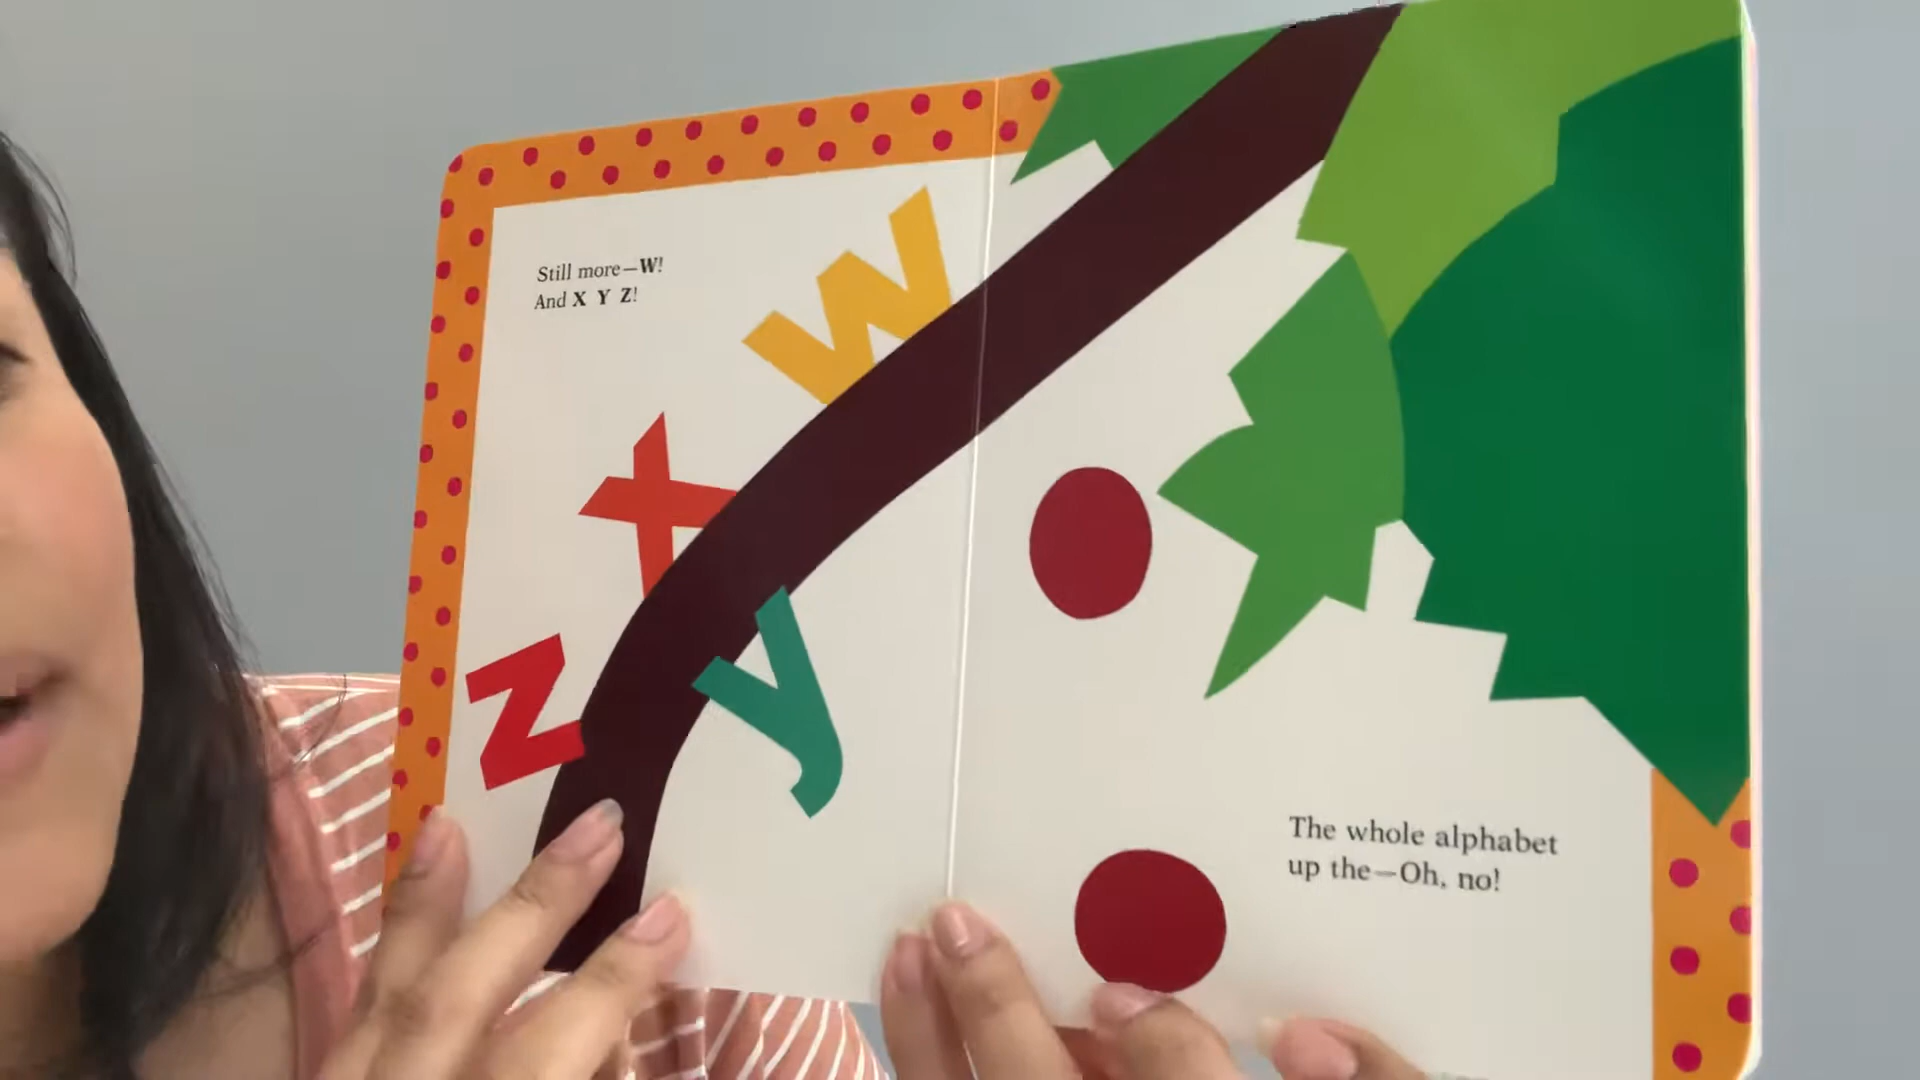 Still more—W!
And X Y Z!
w
x
z
y
The whole alphabet
up the—Oh, no!